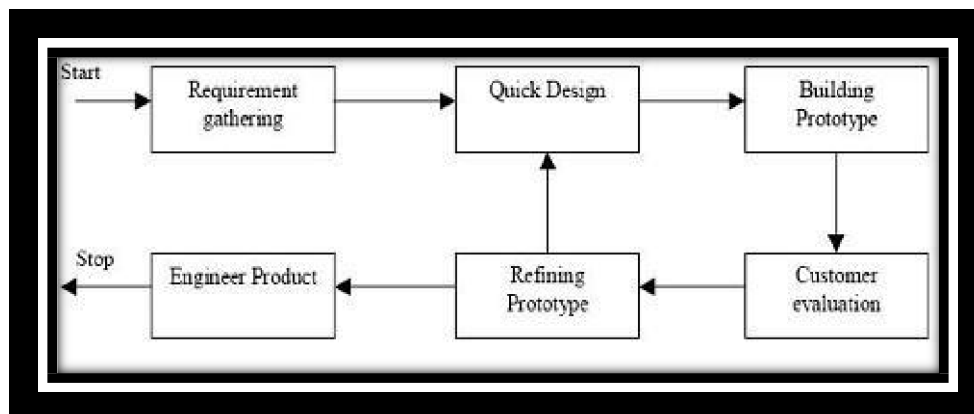 Start
Requirement
gathering
Quick Design
Building
Prototype
Stop
Engineer Product
Refining
Prototype
Customer
evaluation